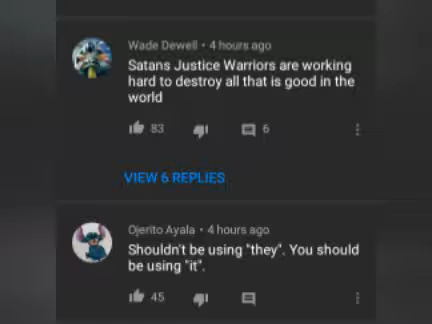 Wade Dewell • 4 hours ago
Satans Justice Warriors are working
hard to destroy all that is good in the
world
83
6
VIEW 6 REPLIES
Ojerito Ayala • 4 hours ago
Shouldn't be using "they". You should
be using "it".
45